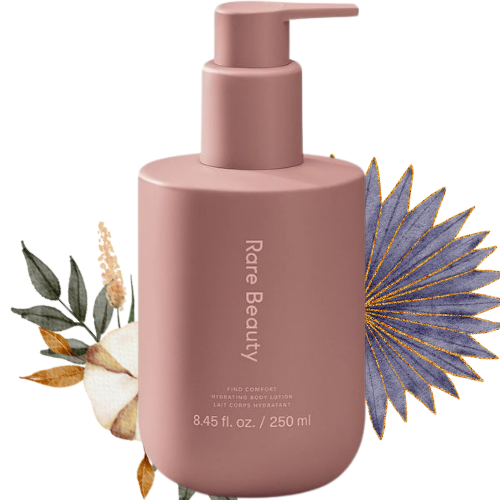 Rare Beauty
FIND COMFORT
HYDRATING BODY LOTION
LAIT CORPS HYDRATANT
8.45 fl. oz. / 250 ml